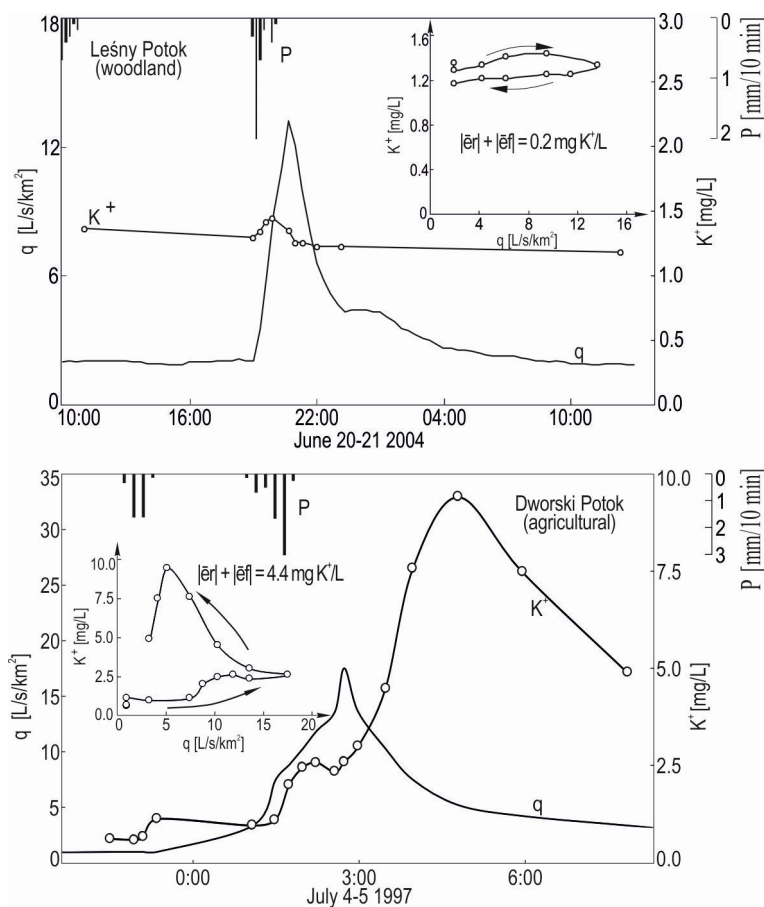 18
12
6
0
q [L/s/km²]
Leśny Potok
(woodland)
P
K⁺
q
3.0
2.5
2.0
1.5
1.0
0.5
0.0
K⁺[mg/L]
0
1
2
P [mm/10 min]
1.6
1.2
0.8
0.4
0
K⁺ [mg/L]
|ēr| + |ēf| = 0.2 mg K⁺/L
0 4 8 12 16
q [L/s/km²]
10:00 16:00 22:00 04:00 10:00
June 20-21 2004
35
30
25
20
15
10
5
0
q [L/s/km²]
P
Dworski Potok
(agricultural)
K⁺
q
10.0
7.5
5.0
2.5
0.0
K⁺[mg/L]
0
1
2
3
P [mm/10 min]
10.0
7.5
5.0
2.5
0.0
K⁺ [mg/L]
|ēr| + |ēf| = 4.4 mg K⁺/L
0 5 10 15 20
q [L/s/km²]
0:00 3:00 6:00
July 4-5 1997